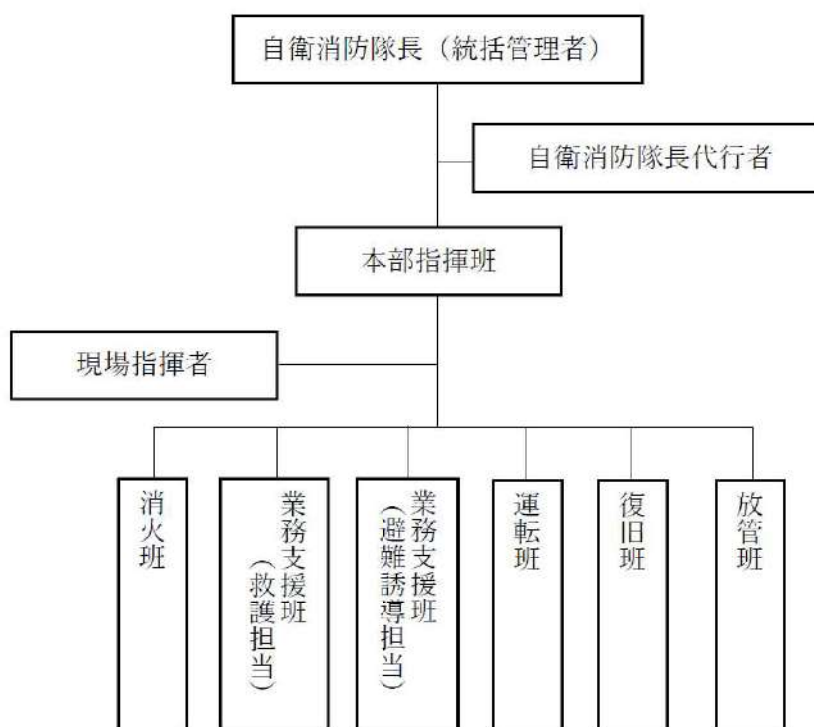 自衛消防隊長（統括管理者）
自衛消防隊長代行者
本部指揮班
現場指揮者
消火班
業務支援班
（救護担当）
業務支援班
（避難誘導担当）
運転班
復旧班
放管班